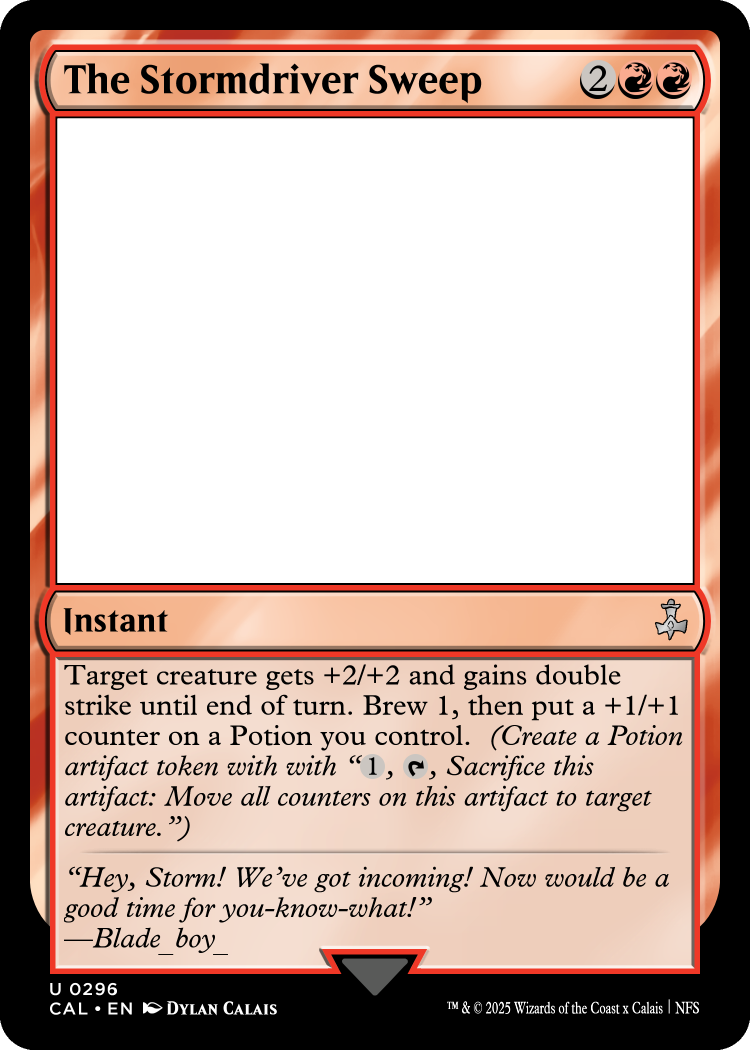 The Stormdriver Sweep 2
Instant
Target creature gets +2/+2 and gains double
strike until end of turn. Brew 1, then put a +1/+1
counter on a Potion you control. (Create a Potion
artifact token with with “1, , Sacrifice this
artifact: Move all counters on this artifact to target
creature.”)
“Hey, Storm! We’ve got incoming! Now would be a
good time for you-know-what!”
—Blade_boy_
U 0296
CAL • EN DYLAN CALAIS
™ & © 2025 Wizards of the Coast x Calais | NFS